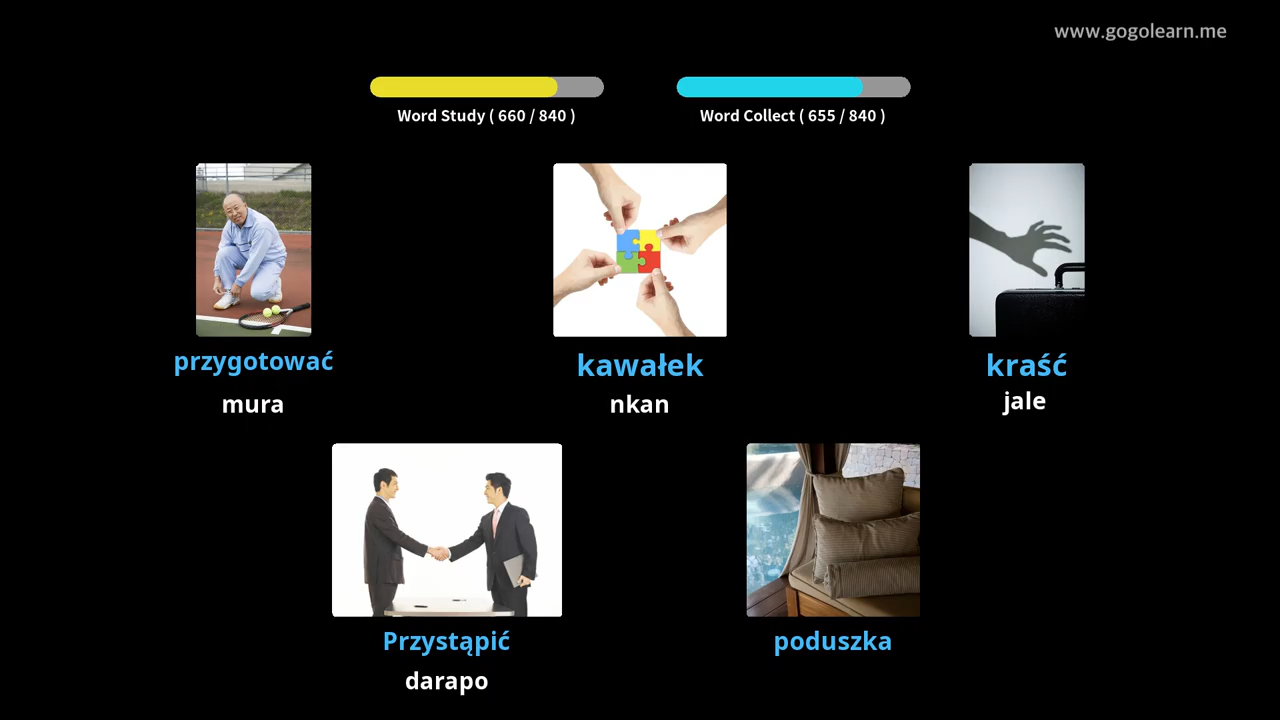 www.gogolearn.me
Word Study ( 660 / 840 )
Word Collect ( 655 / 840 )
przygotować
mura
kawałek
nkan
kraść
jale
Przystąpić
darapo
poduszka